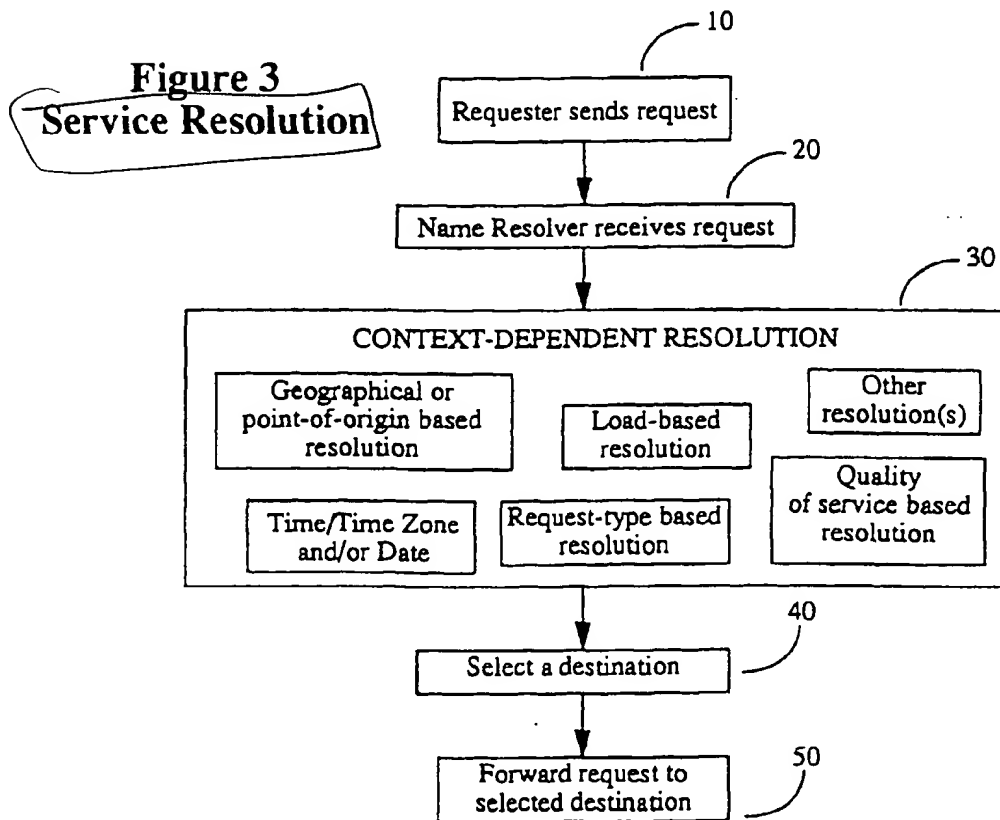 Figure 3
Service Resolution
10
Requester sends request
20
Name Resolver receives request
30
CONTEXT-DEPENDENT RESOLUTION
Geographical or
point-of-origin based
resolution
Load-based
resolution
Other
resolution(s)
Time/Time Zone
and/or Date
Request-type based
resolution
Quality
of service based
resolution
40
Select a destination
50
Forward request to
selected destination